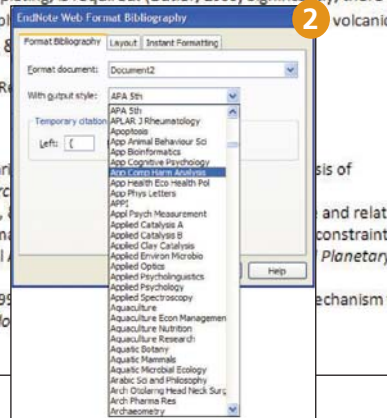 EndNote Web Format Bibliography
2
volcanic
Format Bibliography Layout Instant Formatting
Format document: Document2
With output style: APA 5th
Temporary citation
Left: {
APA 5th
APLAR J Rheumatology
Apoptosis
App Animal Behaviour Sci
App Bioinformatics
App Cognitive Psychology
App Comp Harm Analysis
App Health Eco Health Pol
App Phys Letters
APPI
Appl Psych Measurement
Applied Catalysis A
Applied Catalysis B
Applied Clay Catalysis
Applied Environ Microbio
Applied Optics
Applied Psycholinguistics
Applied Psychology
Applied Spectroscopy
Aquaculture
Aquaculture Econ Managemen
Aquaculture Nutrition
Aquaculture Research
Aquatic Botany
Aquatic Mammals
Aquatic Microbial Ecology
Arabic Sci and Philosophy
Arch Otolarng Head Neck Surg
Arch Pharma Res
Archaeometry
Help
sis of
and relat
constraint
Planetary
echanism